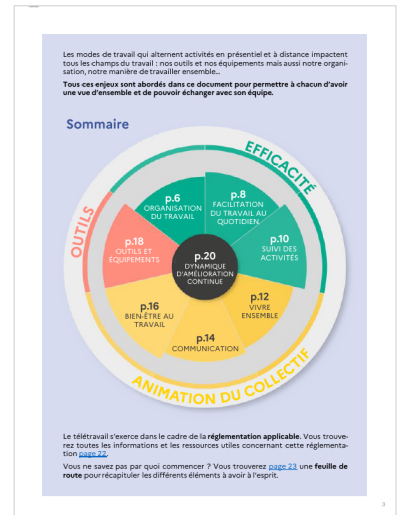 Les modes de travail qui alternent activités en présentiel et à distance impactent
tous les champs du travail : nos outils et nos équipements mais aussi notre organi-
sation, notre manière de travailler ensemble...
Tous ces enjeux sont abordés dans ce document pour permettre à chacun d'avoir
une vue d'ensemble et de pouvoir échanger avec son équipe.
Sommaire
EFFICACITÉ
OUTILS
ANIMATION DU COLLECTIF
p.6
ORGANISATION
DU TRAVAIL
p.8
FACILITATION
DU TRAVAIL AU
QUOTIDIEN
p.10
SUIVI DES
ACTIVITÉS
p.12
VIVRE
ENSEMBLE
p.14
COMMUNICATION
p.16
BIEN-ÊTRE AU
TRAVAIL
p.18
OUTILS ET
ÉQUIPEMENTS
p.20
DYNAMIQUE
D'AMÉLIORATION
CONTINUE
Le télétravail s'exerce dans le cadre de la réglementation applicable. Vous trouve-
rez toutes les informations et les ressources utiles concernant cette réglementa-
tion page 22.
Vous ne savez pas par quoi commencer ? Vous trouverez page 23 une feuille de
route pour récapituler les différents éléments à avoir à l'esprit.
3